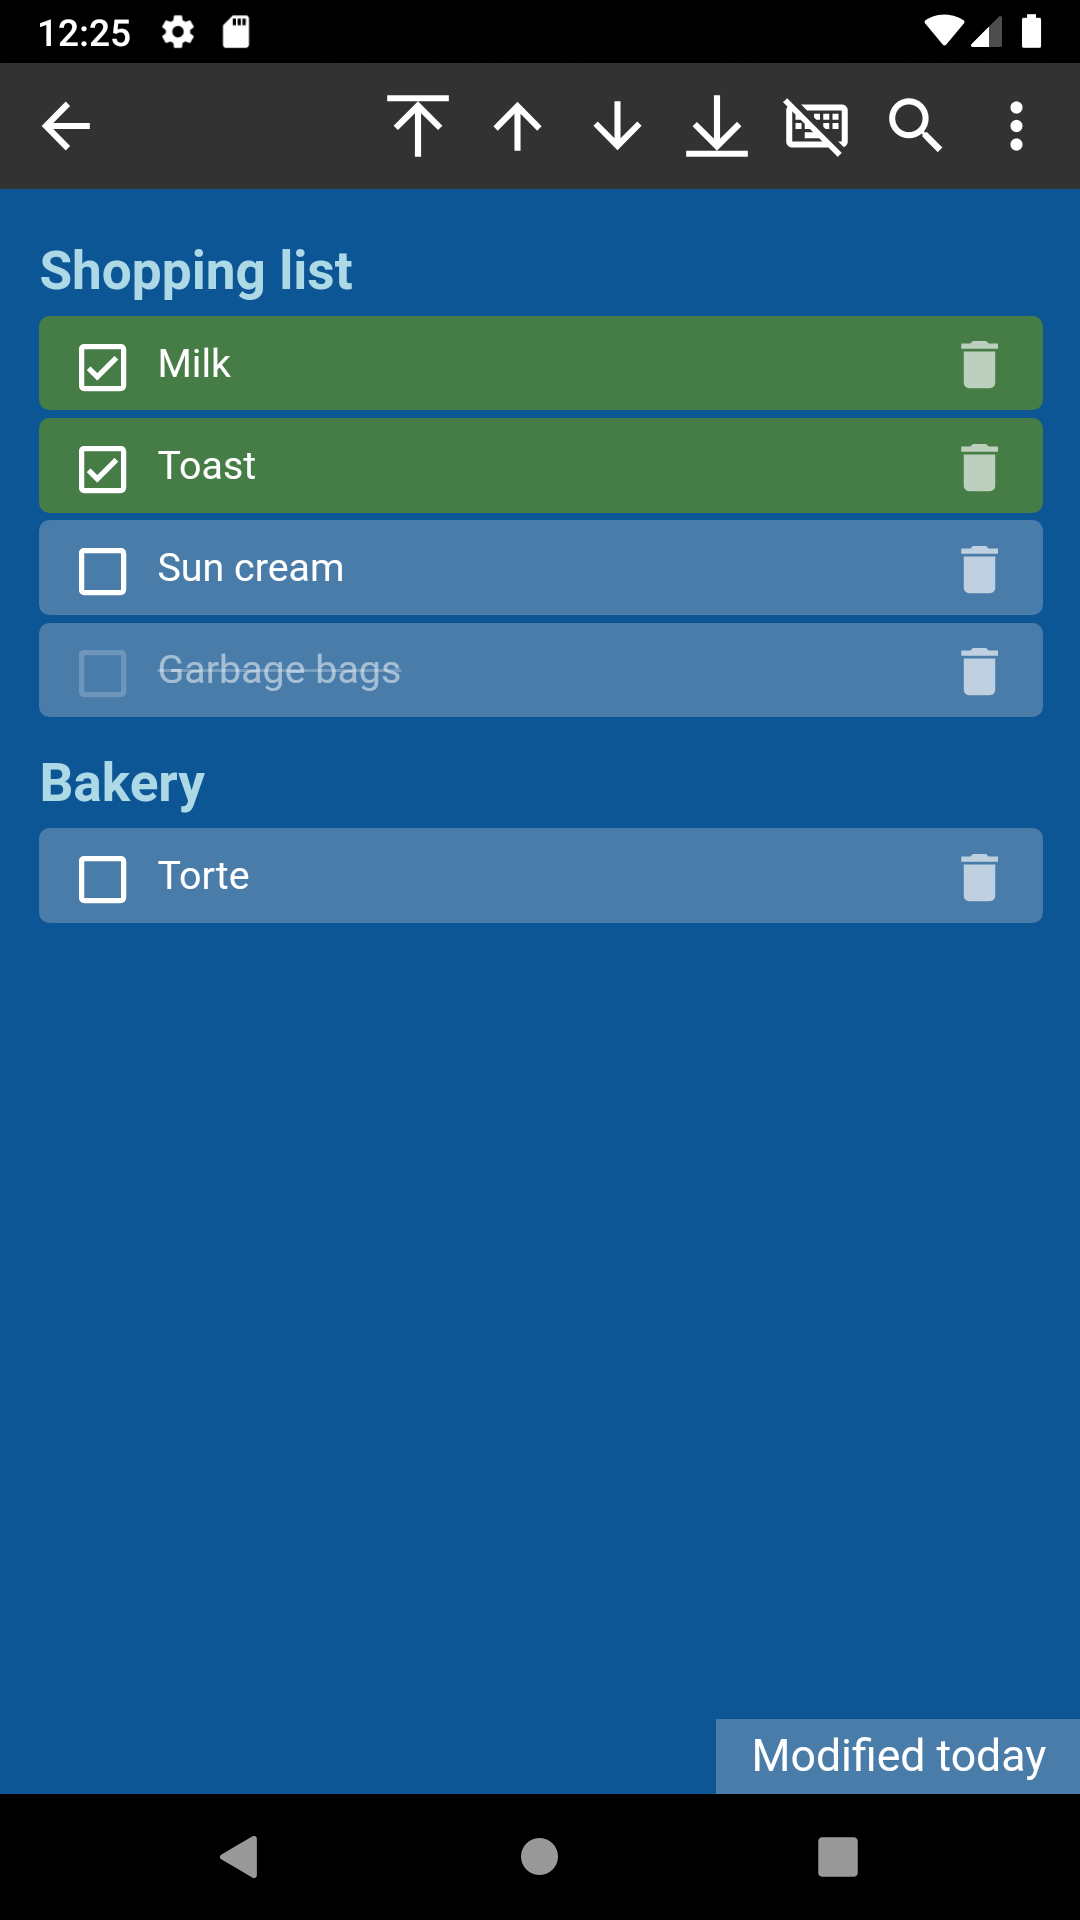 12:25
Shopping list
Milk
Toast
Sun cream
Garbage bags
Bakery
Torte
Modified today